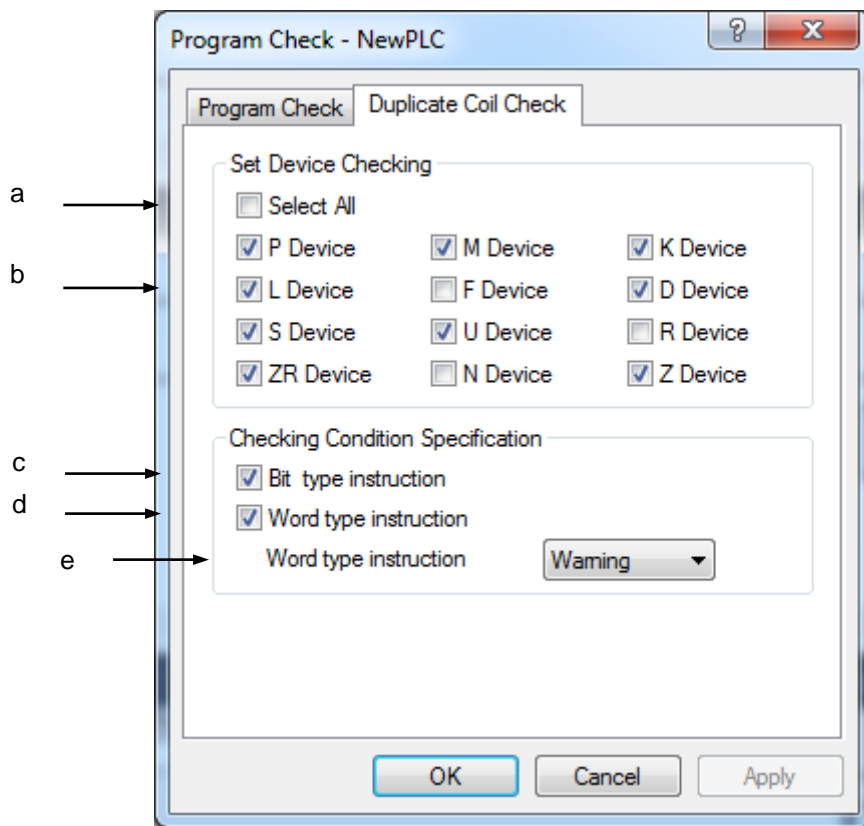 Program Check - NewPLC
Program Check Duplicate Coil Check
Set Device Checking
a Select All
P Device M Device K Device
b L Device F Device D Device
S Device U Device R Device
ZR Device N Device Z Device
Checking Condition Specification
c Bit type instruction
d Word type instruction
e Word type instruction Warning
OK Cancel Apply